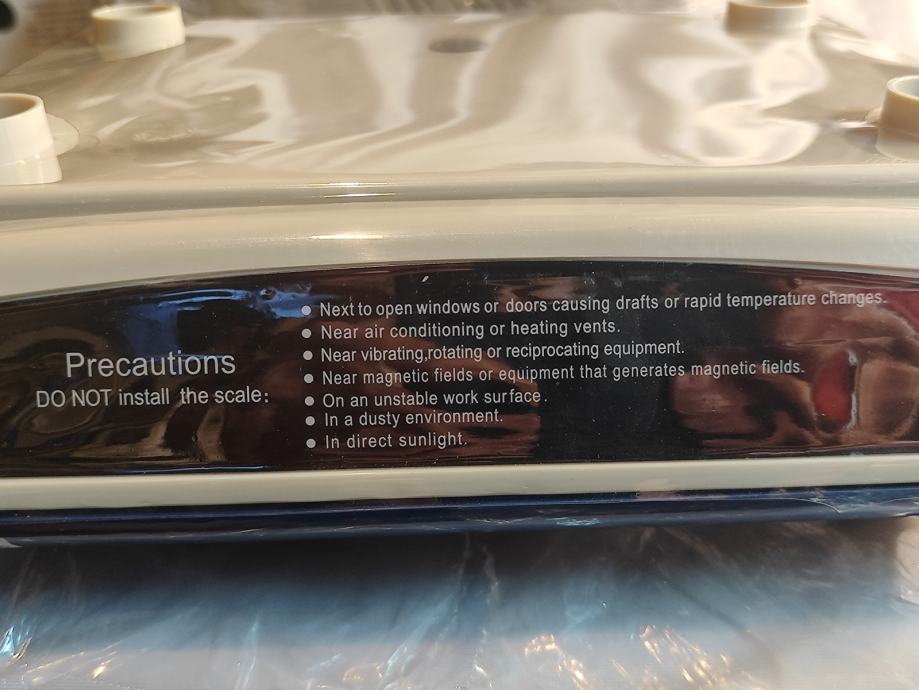 Precautions
DO NOT install the scale:
● Next to open windows or doors causing drafts or rapid temperature changes.
● Near air conditioning or heating vents.
● Near vibrating,rotating or reciprocating equipment.
● Near magnetic fields or equipment that generates magnetic fields.
● On an unstable work surface.
● In a dusty environment.
● In direct sunlight.